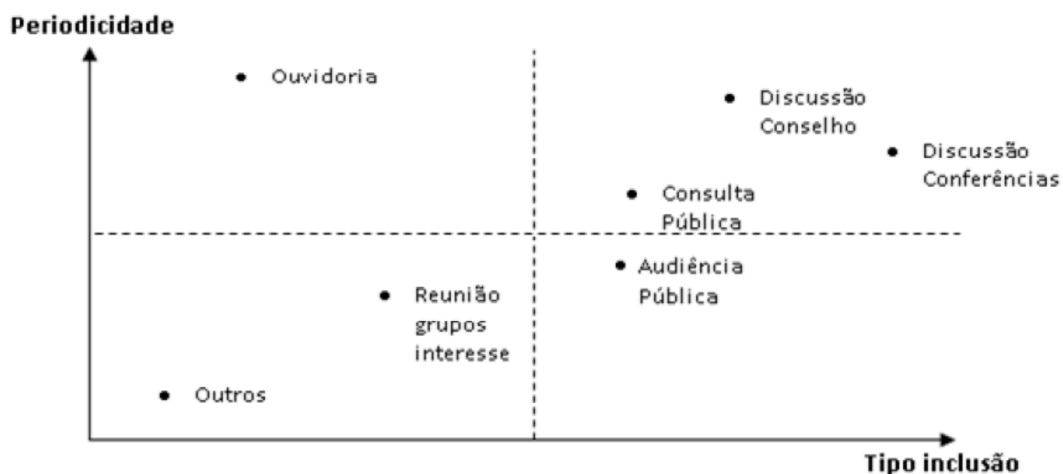 Periodicidade
Ouvidoria
Discussão
Conselho
Discussão
Conferências
Consulta
Pública
Audiência
Pública
Reunião
grupos
interesse
Outros
Tipo inclusão